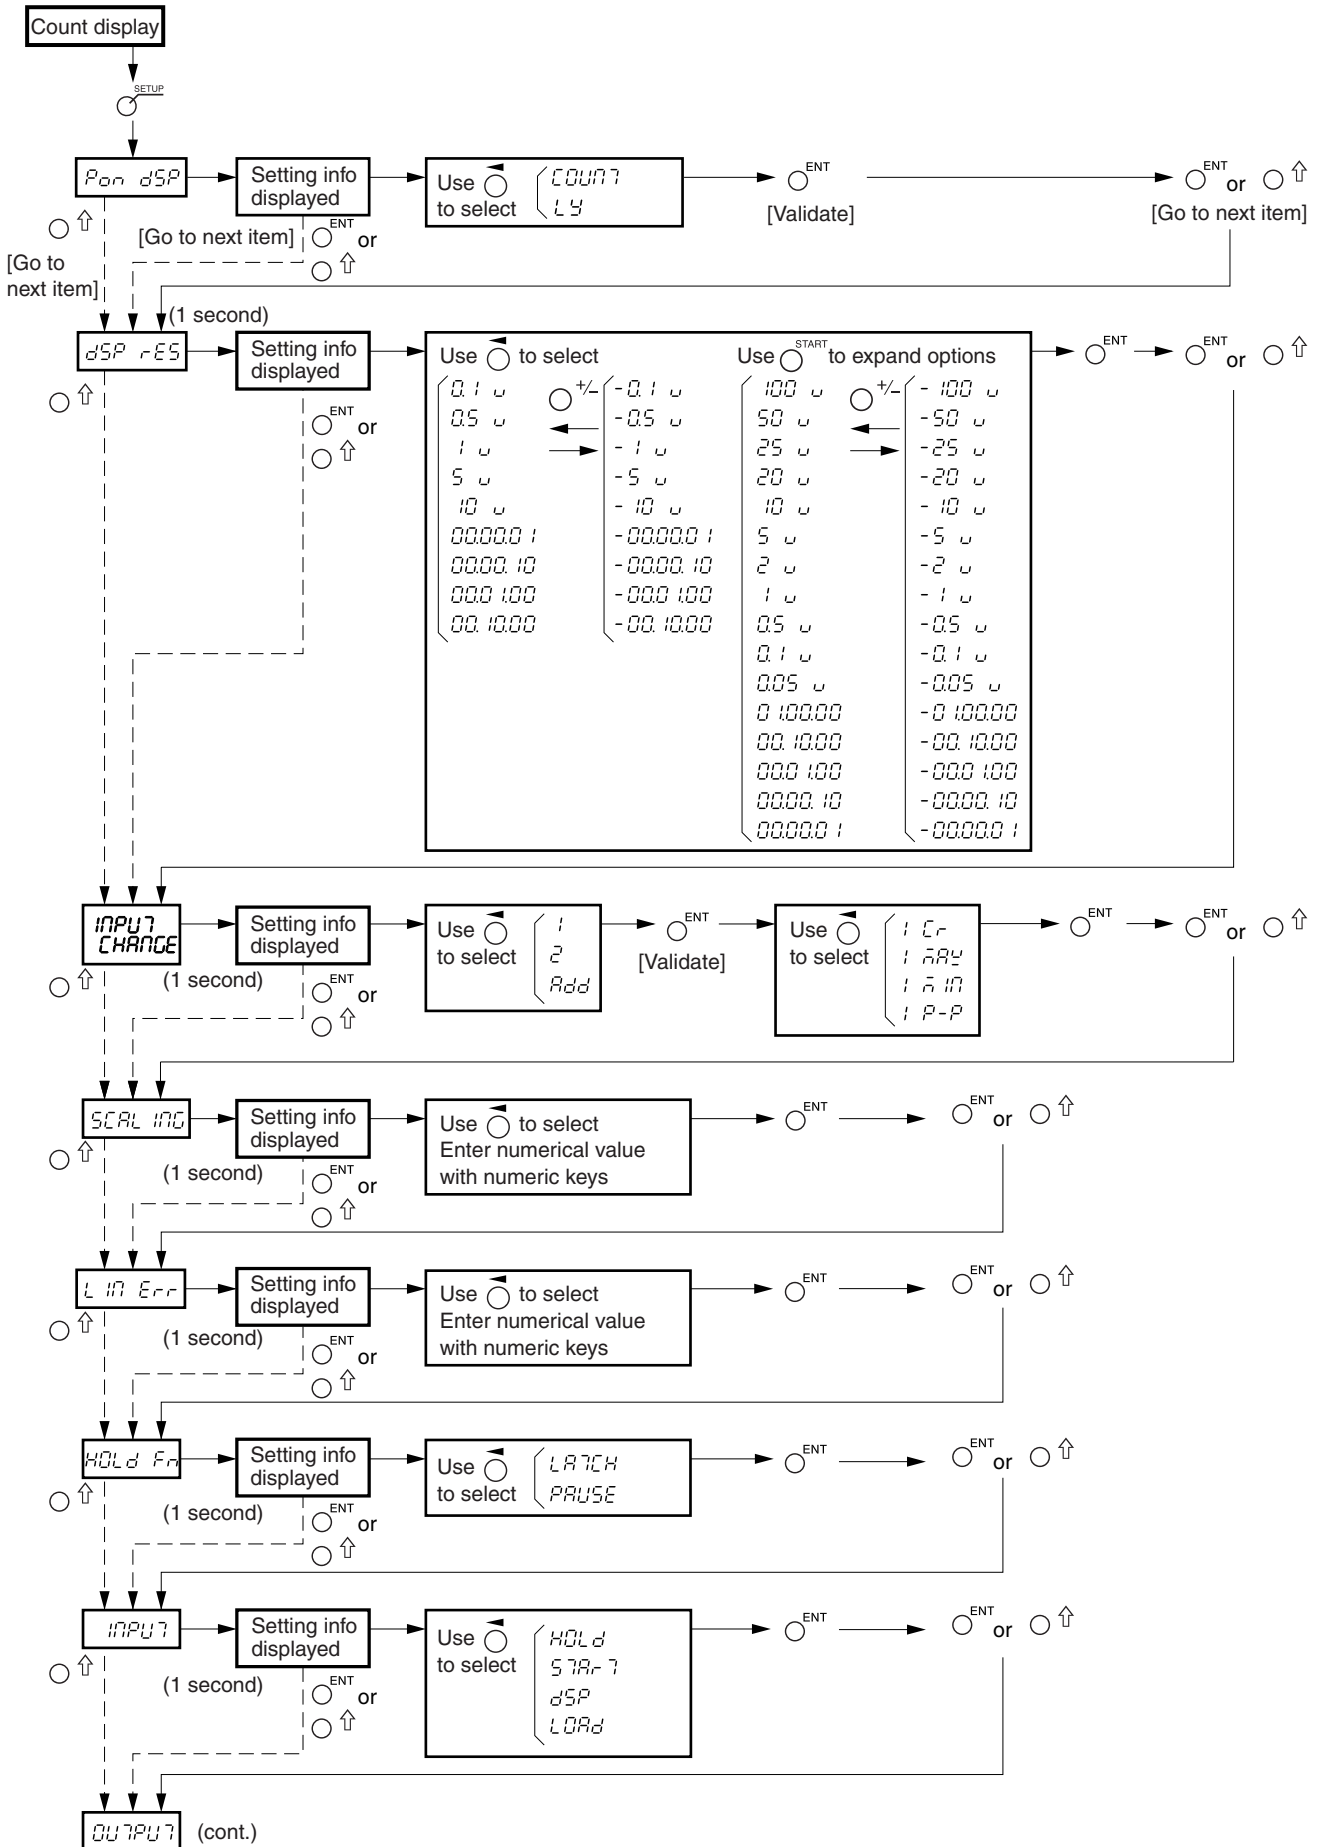 Count display
SETUP
Pon dSP
Setting info
displayed
Use
to select
COUNT
LY
ENT
[Validate]
ENT
or
[Go to next item]
[Go to next item]
ENT
or
[Go to
next item]
(1 second)
dSP rES
Setting info
displayed
ENT
or
Use to select
0.1 u
0.5 u
1 u
5 u
10 u
00.00.01
00.00.10
00.01.00
00.10.00
+/-
-0.1 u
-0.5 u
-1 u
-5 u
-10 u
-00.00.01
-00.00.10
-00.01.00
-00.10.00
Use START to expand options
100 u
50 u
25 u
20 u
10 u
5 u
2 u
1 u
0.5 u
0.1 u
0.05 u
01.00.00
00.10.00
00.01.00
00.00.10
00.00.01
+/-
-100 u
-50 u
-25 u
-20 u
-10 u
-5 u
-2 u
-1 u
-0.5 u
-0.1 u
-0.05 u
-01.00.00
-00.10.00
-00.01.00
-00.00.10
-00.00.01
ENT
ENT
or
INPUT
CHANGE
(1 second)
Setting info
displayed
ENT
or
Use
to select
1
2
Add
ENT
[Validate]
Use
to select
1 Cr
1 MAX
1 MIN
1 P-P
ENT
ENT
or
SCALING
(1 second)
Setting info
displayed
ENT
or
Use to select
Enter numerical value
with numeric keys
ENT
ENT
or
LIN Err
(1 second)
Setting info
displayed
ENT
or
Use to select
Enter numerical value
with numeric keys
ENT
ENT
or
HOLd Fn
(1 second)
Setting info
displayed
ENT
or
Use
to select
LATCH
PAUSE
ENT
ENT
or
INPUT
(1 second)
Setting info
displayed
ENT
or
Use
to select
HOLd
STArT
dSP
LOAd
ENT
ENT
or
OUTPUT
(cont.)